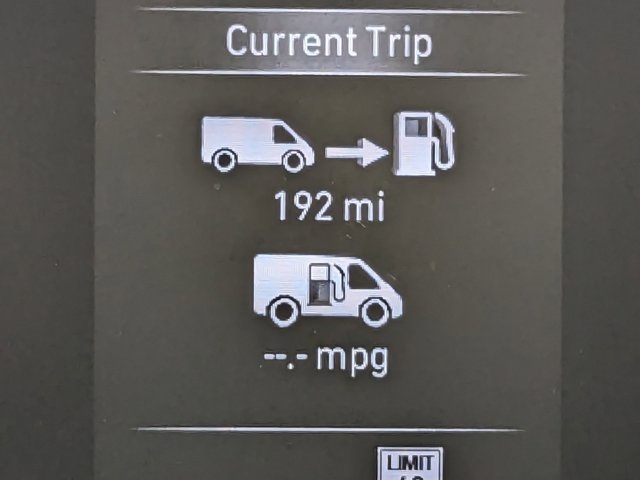 Current Trip
192 mi
--.- mpg
LIMIT